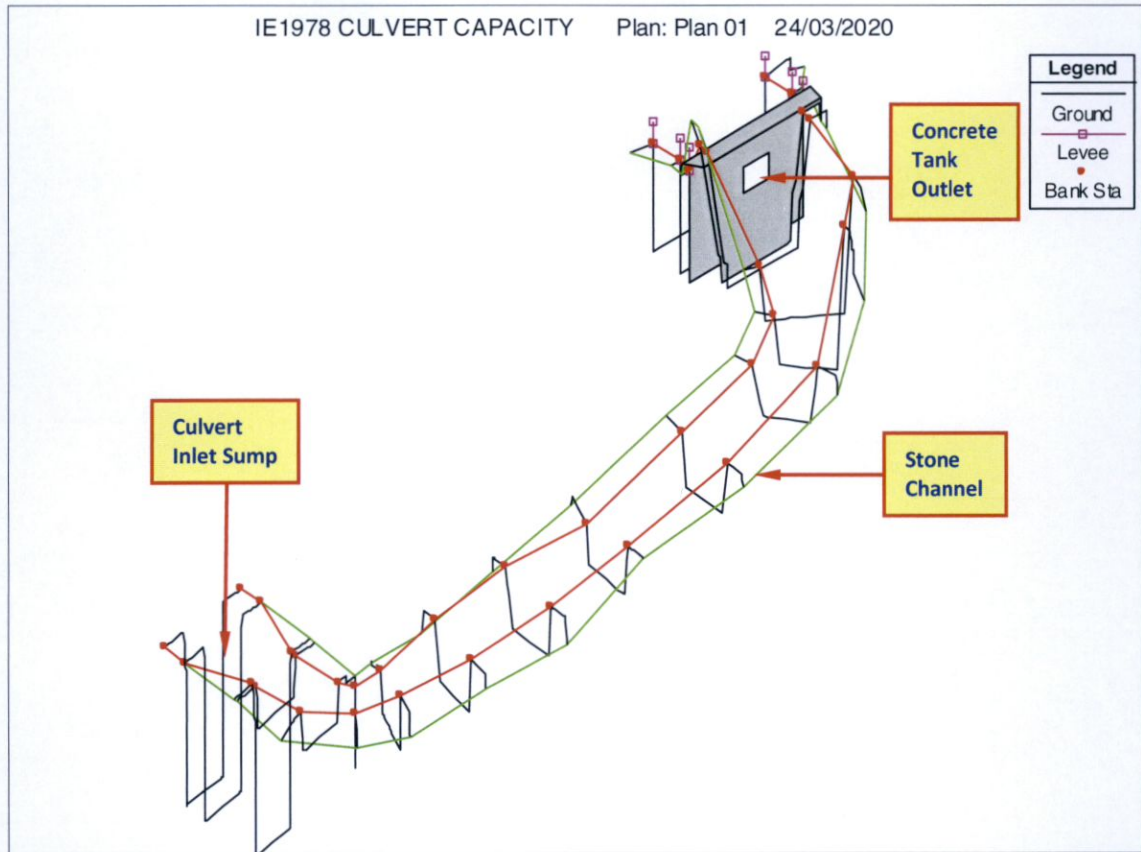 IE1978 CULVERT CAPACITY Plan: Plan 01 24/03/2020
Legend
Ground
Levee
Bank Sta
Concrete
Tank
Outlet
Culvert
Inlet Sump
Stone
Channel